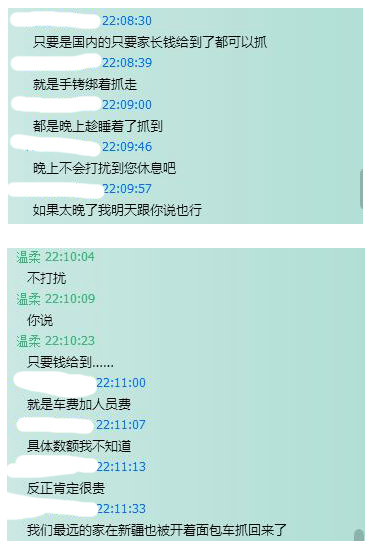 22:08:30
只要是国内的只要家长钱给到了都可以抓
22:08:39
就是手铐绑着抓走
22:09:00
都是晚上趁睡着了抓到
22:09:46
晚上不会打扰到您休息吧
22:09:57
如果太晚了我明天跟你说也行
温柔 22:10:04
不打扰
温柔 22:10:09
你说
温柔 22:10:23
只要钱给到......
22:11:00
就是车费加人员费
22:11:07
具体数额我不知道
22:11:13
反正肯定很贵
22:11:33
我们最远的家在新疆也被开着面包车抓回来了